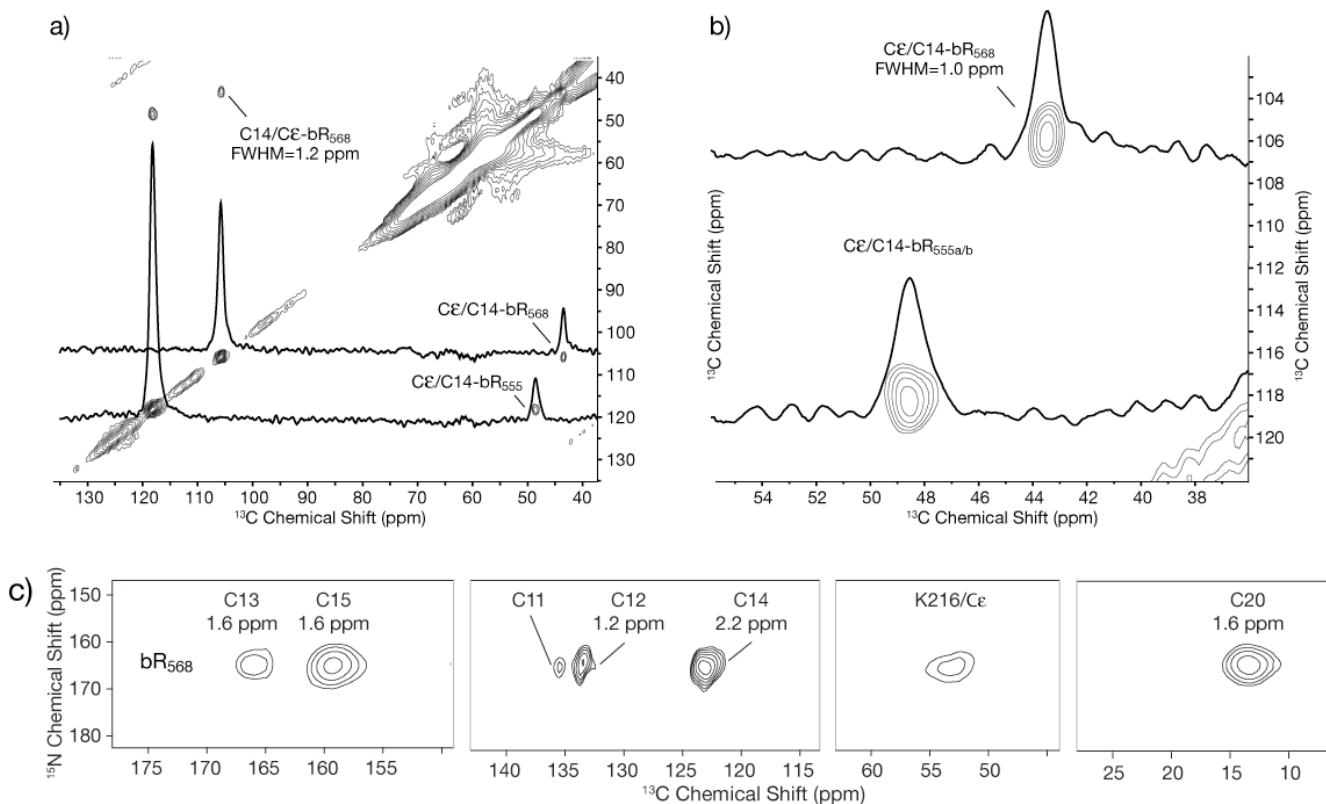 a)
C14/Cε-bR568
FWHM=1.2 ppm
Cε/C14-bR568
Cε/C14-bR555
40
50
60
70
80
90
100
110
120
130
130 120 110 100 90 80 70 60 50 40
13C Chemical Shift (ppm)
b)
Cε/C14-bR568
FWHM=1.0 ppm
Cε/C14-bR555a/b
13C Chemical Shift (ppm)
104
106
108
110
112
114
116
118
120
13C Chemical Shift (ppm)
54 52 50 48 46 44 42 40 38
13C Chemical Shift (ppm)
c)
15N Chemical Shift (ppm)
150
160
170
180
bR568
C13
1.6 ppm
C15
1.6 ppm
C11
C12
1.2 ppm
C14
2.2 ppm
K216/Cε
C20
1.6 ppm
175 170 165 160 155
140 135 130 125 120 115
60 55 50
25 20 15 10
13C Chemical Shift (ppm)